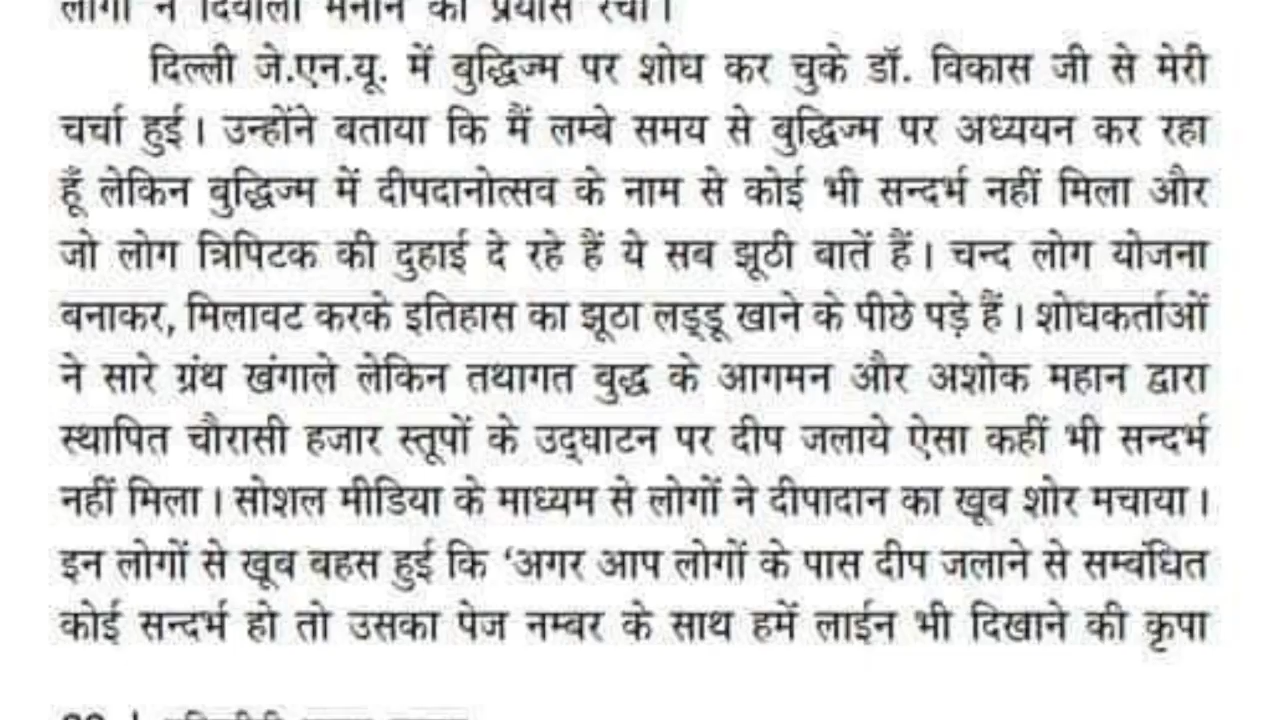 लोगों ने दिवाली मनाने का प्रयास रचा।
दिल्ली जे.एन.यू. में बुद्धिज्म पर शोध कर चुके डॉ. विकास जी से मेरी
चर्चा हुई। उन्होंने बताया कि मैं लम्बे समय से बुद्धिज्म पर अध्ययन कर रहा
हूँ लेकिन बुद्धिज्म में दीपदानोत्सव के नाम से कोई भी सन्दर्भ नहीं मिला और
जो लोग त्रिपिटक की दुहाई दे रहे हैं ये सब झूठी बातें हैं। चन्द लोग योजना
बनाकर, मिलावट करके इतिहास का झूठा लड्डू खाने के पीछे पड़े हैं। शोधकर्ताओं
ने सारे ग्रंथ खंगाले लेकिन तथागत बुद्ध के आगमन और अशोक महान द्वारा
स्थापित चौरासी हजार स्तूपों के उद्घाटन पर दीप जलाये ऐसा कहीं भी सन्दर्भ
नहीं मिला। सोशल मीडिया के माध्यम से लोगों ने दीपादान का खूब शोर मचाया।
इन लोगों से खूब बहस हुई कि ‘अगर आप लोगों के पास दीप जलाने से सम्बंधित
कोई सन्दर्भ हो तो उसका पेज नम्बर के साथ हमें लाईन भी दिखाने की कृपा